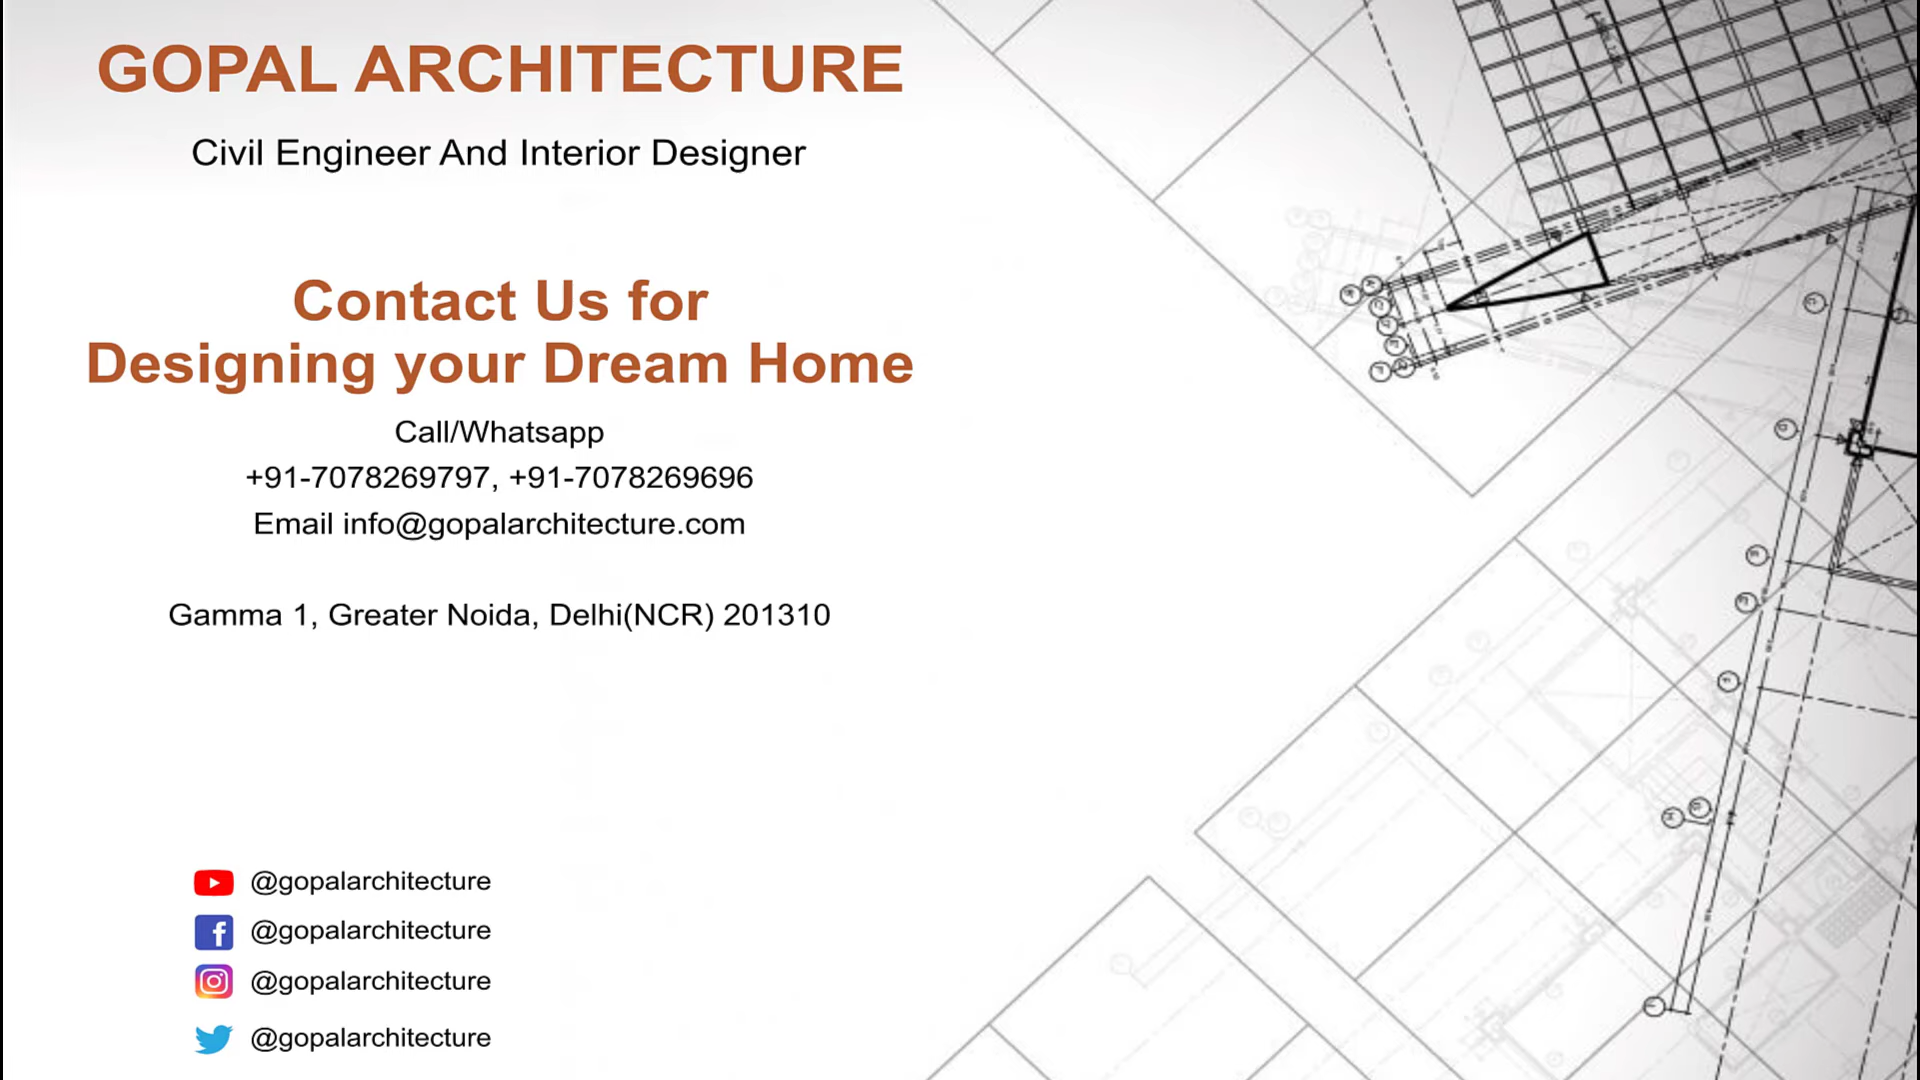 GOPAL ARCHITECTURE
Civil Engineer And Interior Designer
Contact Us for
Designing your Dream Home
Call/Whatsapp
+91-7078269797, +91-7078269696
Email info@gopalarchitecture.com
Gamma 1, Greater Noida, Delhi(NCR) 201310
@gopalarchitecture
@gopalarchitecture
@gopalarchitecture
@gopalarchitecture